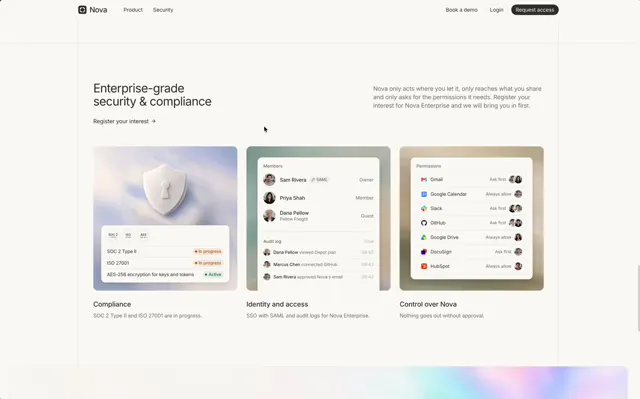 Nova
Product
Security
Book a demo
Login
Request access
Enterprise-grade
security & compliance
Register your interest →
Nova only acts where you let it, only reaches what you share
and only asks for the permissions it needs. Register your
interest for Nova Enterprise and we will bring you in first.
SOC 2 Type II
In progress
ISO 27001
In progress
AES-256 encryption for keys and tokens
Active
Compliance
SOC 2 Type II and ISO 27001 are in progress.
Members
Sam Rivera
SAML
Owner
Priya Shah
Member
Dana Pellow
Pellow Freight
Guest
Audit log
Dana Pellow viewed Depot plan
Marcus Chen connected GitHub
Sam Rivera approved Nova's email
Identity and access
SSO with SAML and audit logs for Nova Enterprise.
Permissions
Gmail
Ask first
Google Calendar
Always allow
Slack
Ask first
GitHub
Ask first
Google Drive
Always allow
DocuSign
Ask first
HubSpot
Always allow
Control over Nova
Nothing goes out without approval.